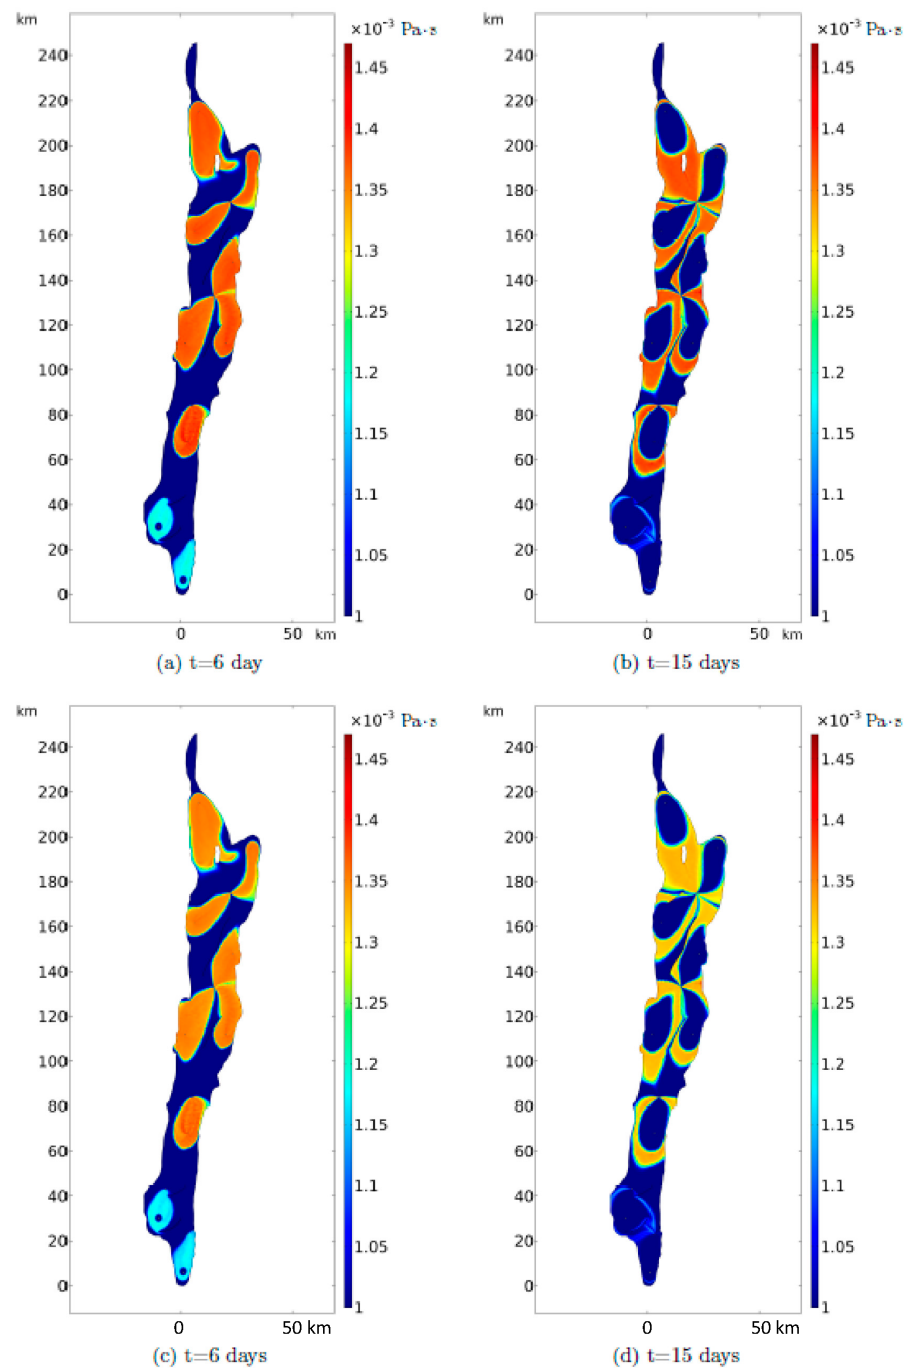 km ×10⁻³ Pa·s km ×10⁻³ Pa·s
240 1.45 240 1.45
220 1.4 220 1.4
200 200
180 1.35 180 1.35
160 1.3 160 1.3
140 1.25 140 1.25
120 120
100 1.2 100 1.2
80 1.15 80 1.15
60 60
40 1.1 40 1.1
20 1.05 20 1.05
0 1 0 1
0 50 km 0 50 km
(a) t=6 day (b) t=15 days
km ×10⁻³ Pa·s km ×10⁻³ Pa·s
240 1.45 240 1.45
220 1.4 220 1.4
200 200
180 1.35 180 1.35
160 1.3 160 1.3
140 1.25 140 1.25
120 120
100 1.2 100 1.2
80 1.15 80 1.15
60 60
40 1.1 40 1.1
20 1.05 20 1.05
0 1 0 1
0 50 km 0 50 km
(c) t=6 days (d) t=15 days